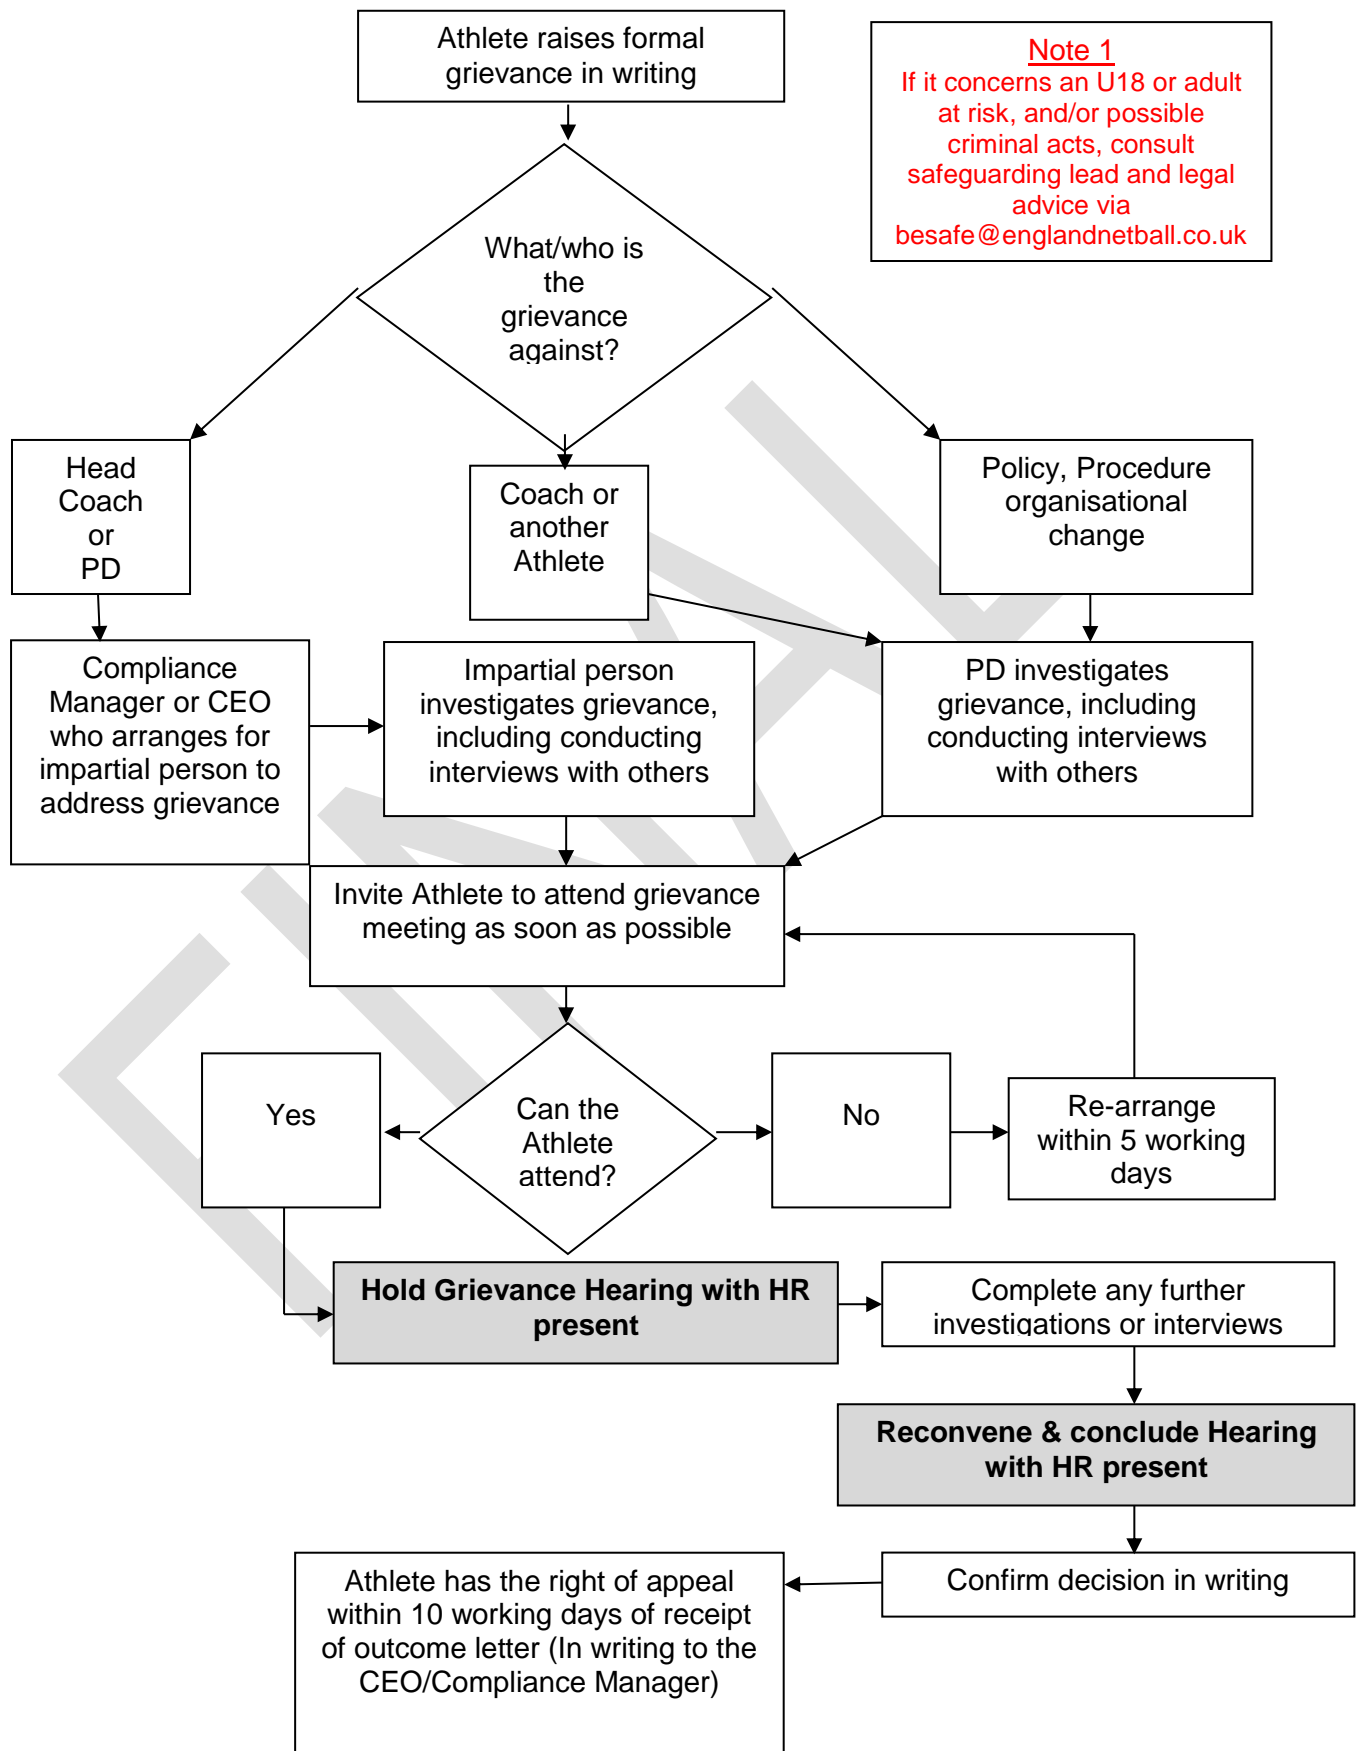 Athlete raises formal
grievance in writing
Note 1
If it concerns an U18 or adult
at risk, and/or possible
criminal acts, consult
safeguarding lead and legal
advice via
besafe@englandnetball.co.uk
What/who is
the
grievance
against?
Head
Coach
or
PD
Coach or
another
Athlete
Policy, Procedure
organisational
change
Compliance
Manager or CEO
who arranges for
impartial person to
address grievance
Impartial person
investigates grievance,
including conducting
interviews with others
PD investigates
grievance, including
conducting interviews
with others
Invite Athlete to attend grievance
meeting as soon as possible
Yes
Can the
Athlete
attend?
No
Re-arrange
within 5 working
days
Hold Grievance Hearing with HR
present
Complete any further
investigations or interviews
Reconvene & conclude Hearing
with HR present
Confirm decision in writing
Athlete has the right of appeal
within 10 working days of receipt
of outcome letter (In writing to the
CEO/Compliance Manager)
FINAL